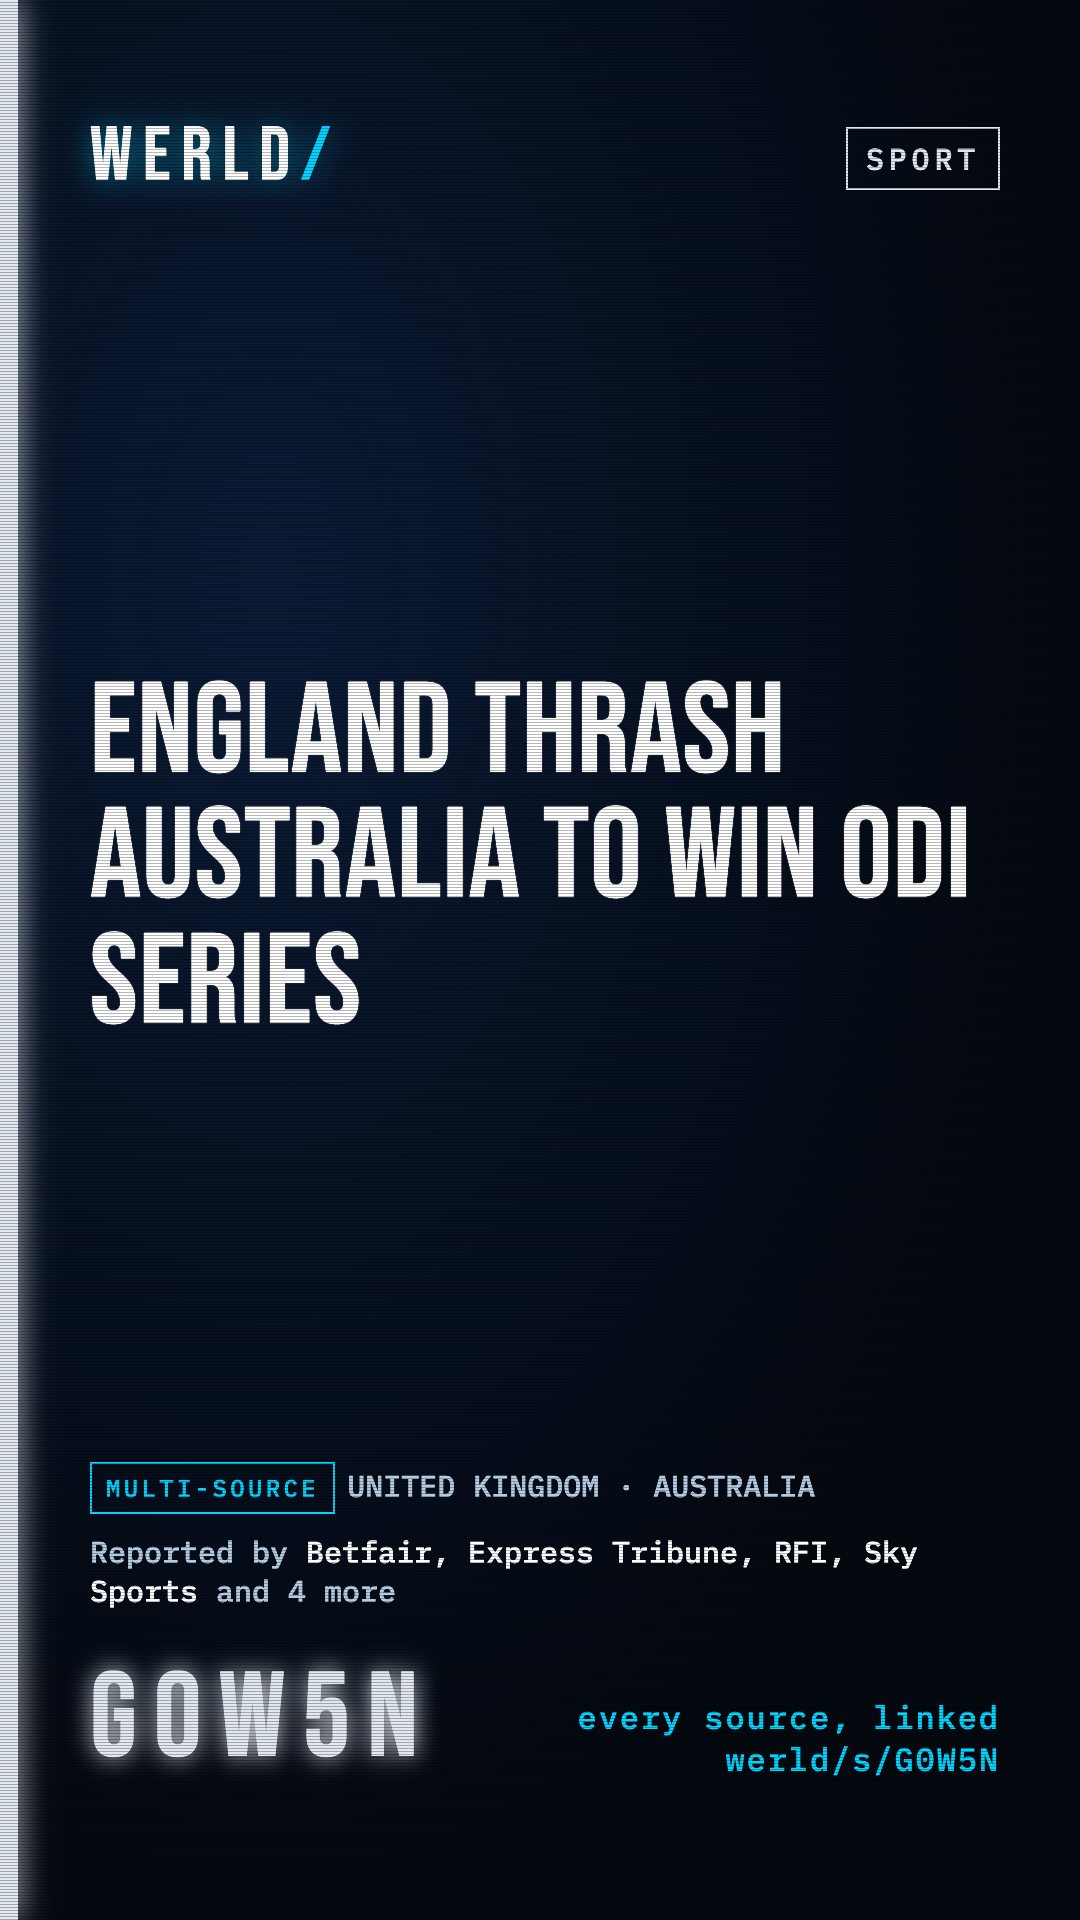 WERLD/
SPORT
ENGLAND THRASH
AUSTRALIA TO WIN ODI
SERIES
MULTI-SOURCE UNITED KINGDOM · AUSTRALIA
Reported by Betfair, Express Tribune, RFI, Sky
Sports and 4 more
G0W5N
every source, linked
werld/s/G0W5N